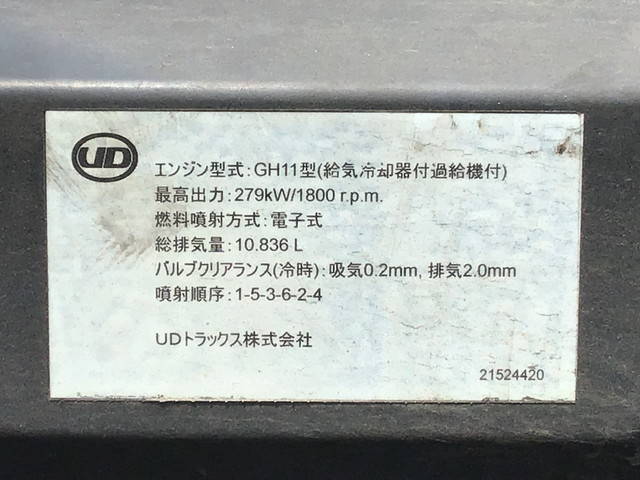 UD
エンジン型式:GH11型(給気冷却器付過給機付)
最高出力:279kW/1800 r.p.m.
燃料噴射方式:電子式
総排気量:10.836 L
バルブクリアランス(冷時):吸気0.2mm, 排気2.0mm
噴射順序:1-5-3-6-2-4
UDトラックス株式会社
21524420